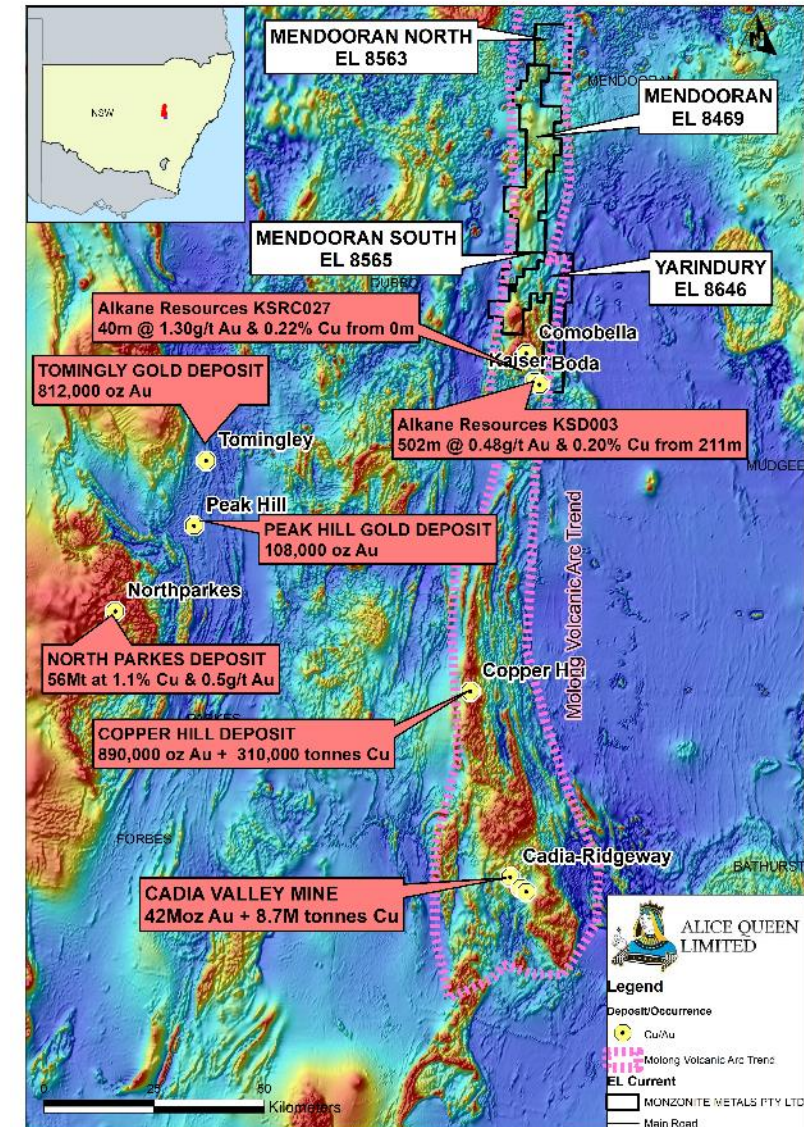 MENDOORAN NORTH
EL 8563
N
MENDOORAN
NSW
MENDOORAN
EL 8469
MENDOORAN SOUTH
EL 8565
YARINDURY
EL 8646
Alkane Resources KSRC027
40m @ 1.30g/t Au & 0.22% Cu from 0m
Comobella
Kaiser Boda
TOMINGLY GOLD DEPOSIT
812,000 oz Au
Alkane Resources KSD003
502m @ 0.48g/t Au & 0.20% Cu from 211m
Tomingley
MUDGEE
Peak Hill
PEAK HILL GOLD DEPOSIT
108,000 oz Au
Molong Volcanic Arc Trend
Northparkes
NORTH PARKES DEPOSIT
56Mt at 1.1% Cu & 0.5g/t Au
Copper H
PARKES
COPPER HILL DEPOSIT
890,000 oz Au + 310,000 tonnes Cu
FORBES
Cadia-Ridgeway
BATHURST
CADIA VALLEY MINE
42Moz Au + 8.7M tonnes Cu
ALICE QUEEN
LIMITED
Legend
Deposit/Occurrence
Cu/Au
Molong Volcanic Arc Trend
EL Current
MONZONITE METALS PTY LTD
Main Road
0 25 50
Kilometers